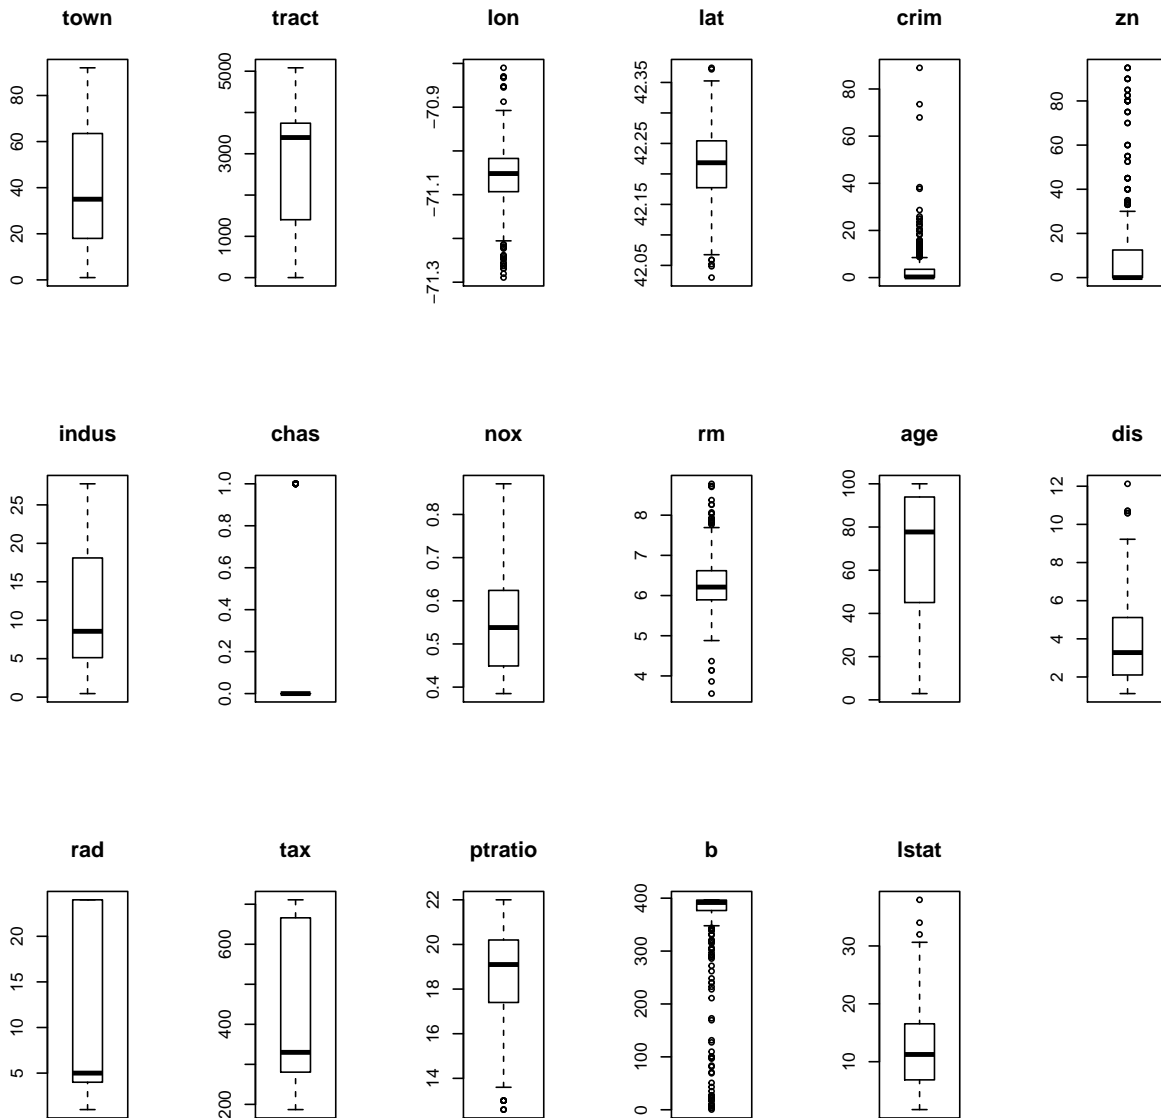 town tract lon lat crim zn
0 20 40 60 80
0 1000 3000 5000
−71.3 −71.1 −70.9
42.05 42.15 42.25 42.35
0 20 40 60 80
0 20 40 60 80
indus chas nox rm age dis
0 5 10 15 20 25
0.0 0.2 0.4 0.6 0.8 1.0
0.4 0.5 0.6 0.7 0.8
4 5 6 7 8
0 20 40 60 80 100
2 4 6 8 10 12
rad tax ptratio b lstat
5 10 15 20
200 400 600
14 16 18 20 22
0 100 200 300 400
10 20 30